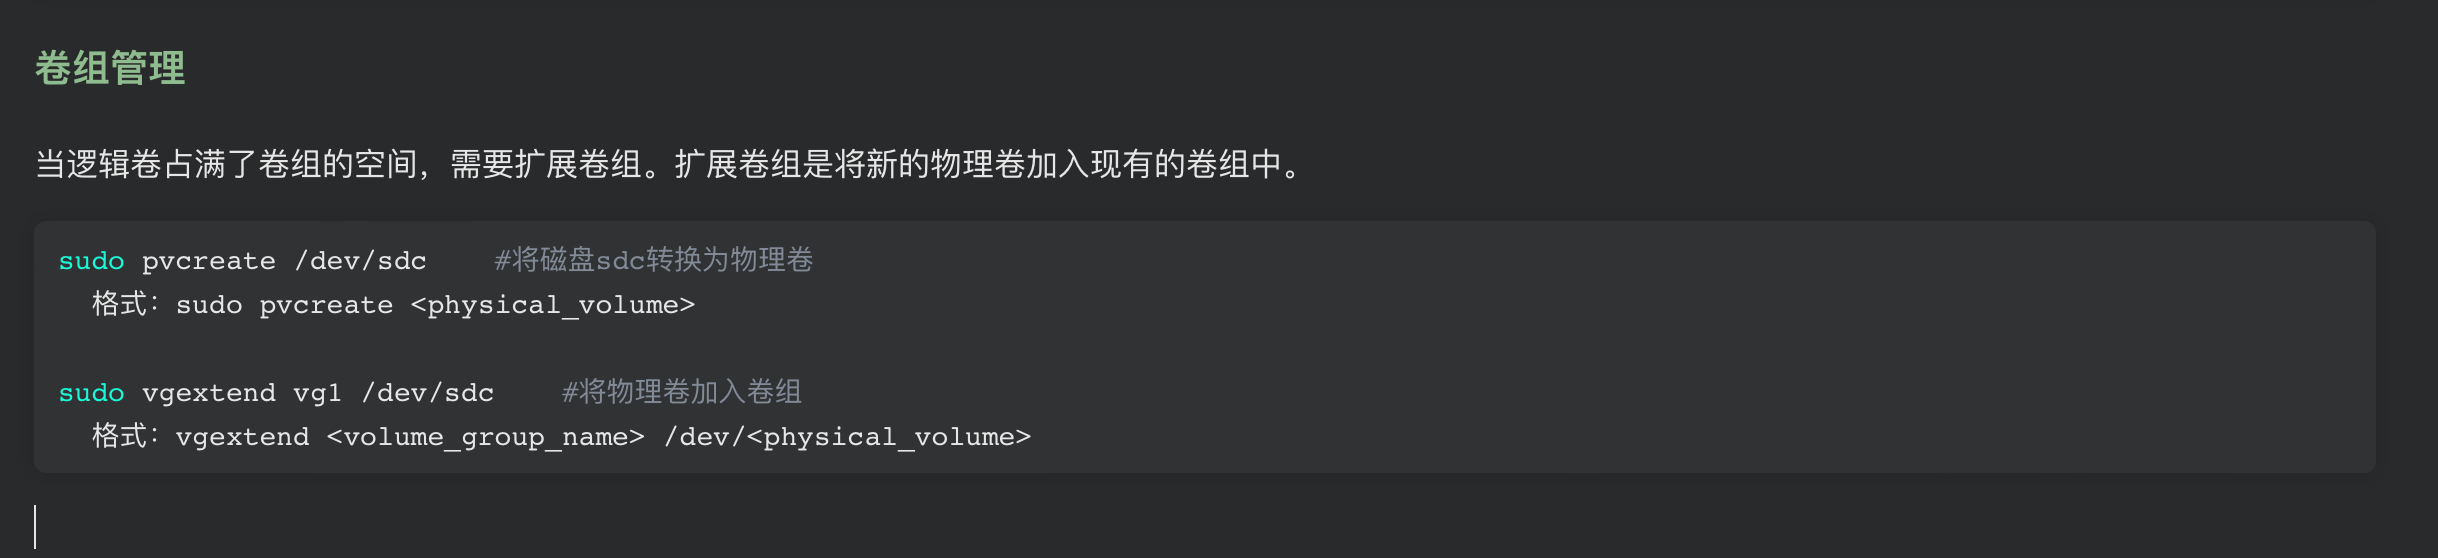 卷组管理
当逻辑卷占满了卷组的空间，需要扩展卷组。扩展卷组是将新的物理卷加入现有的卷组中。
sudo pvcreate /dev/sdc    #将磁盘sdc转换为物理卷
  格式：sudo pvcreate <physical_volume>
sudo vgextend vg1 /dev/sdc    #将物理卷加入卷组
  格式：vgextend <volume_group_name> /dev/<physical_volume>